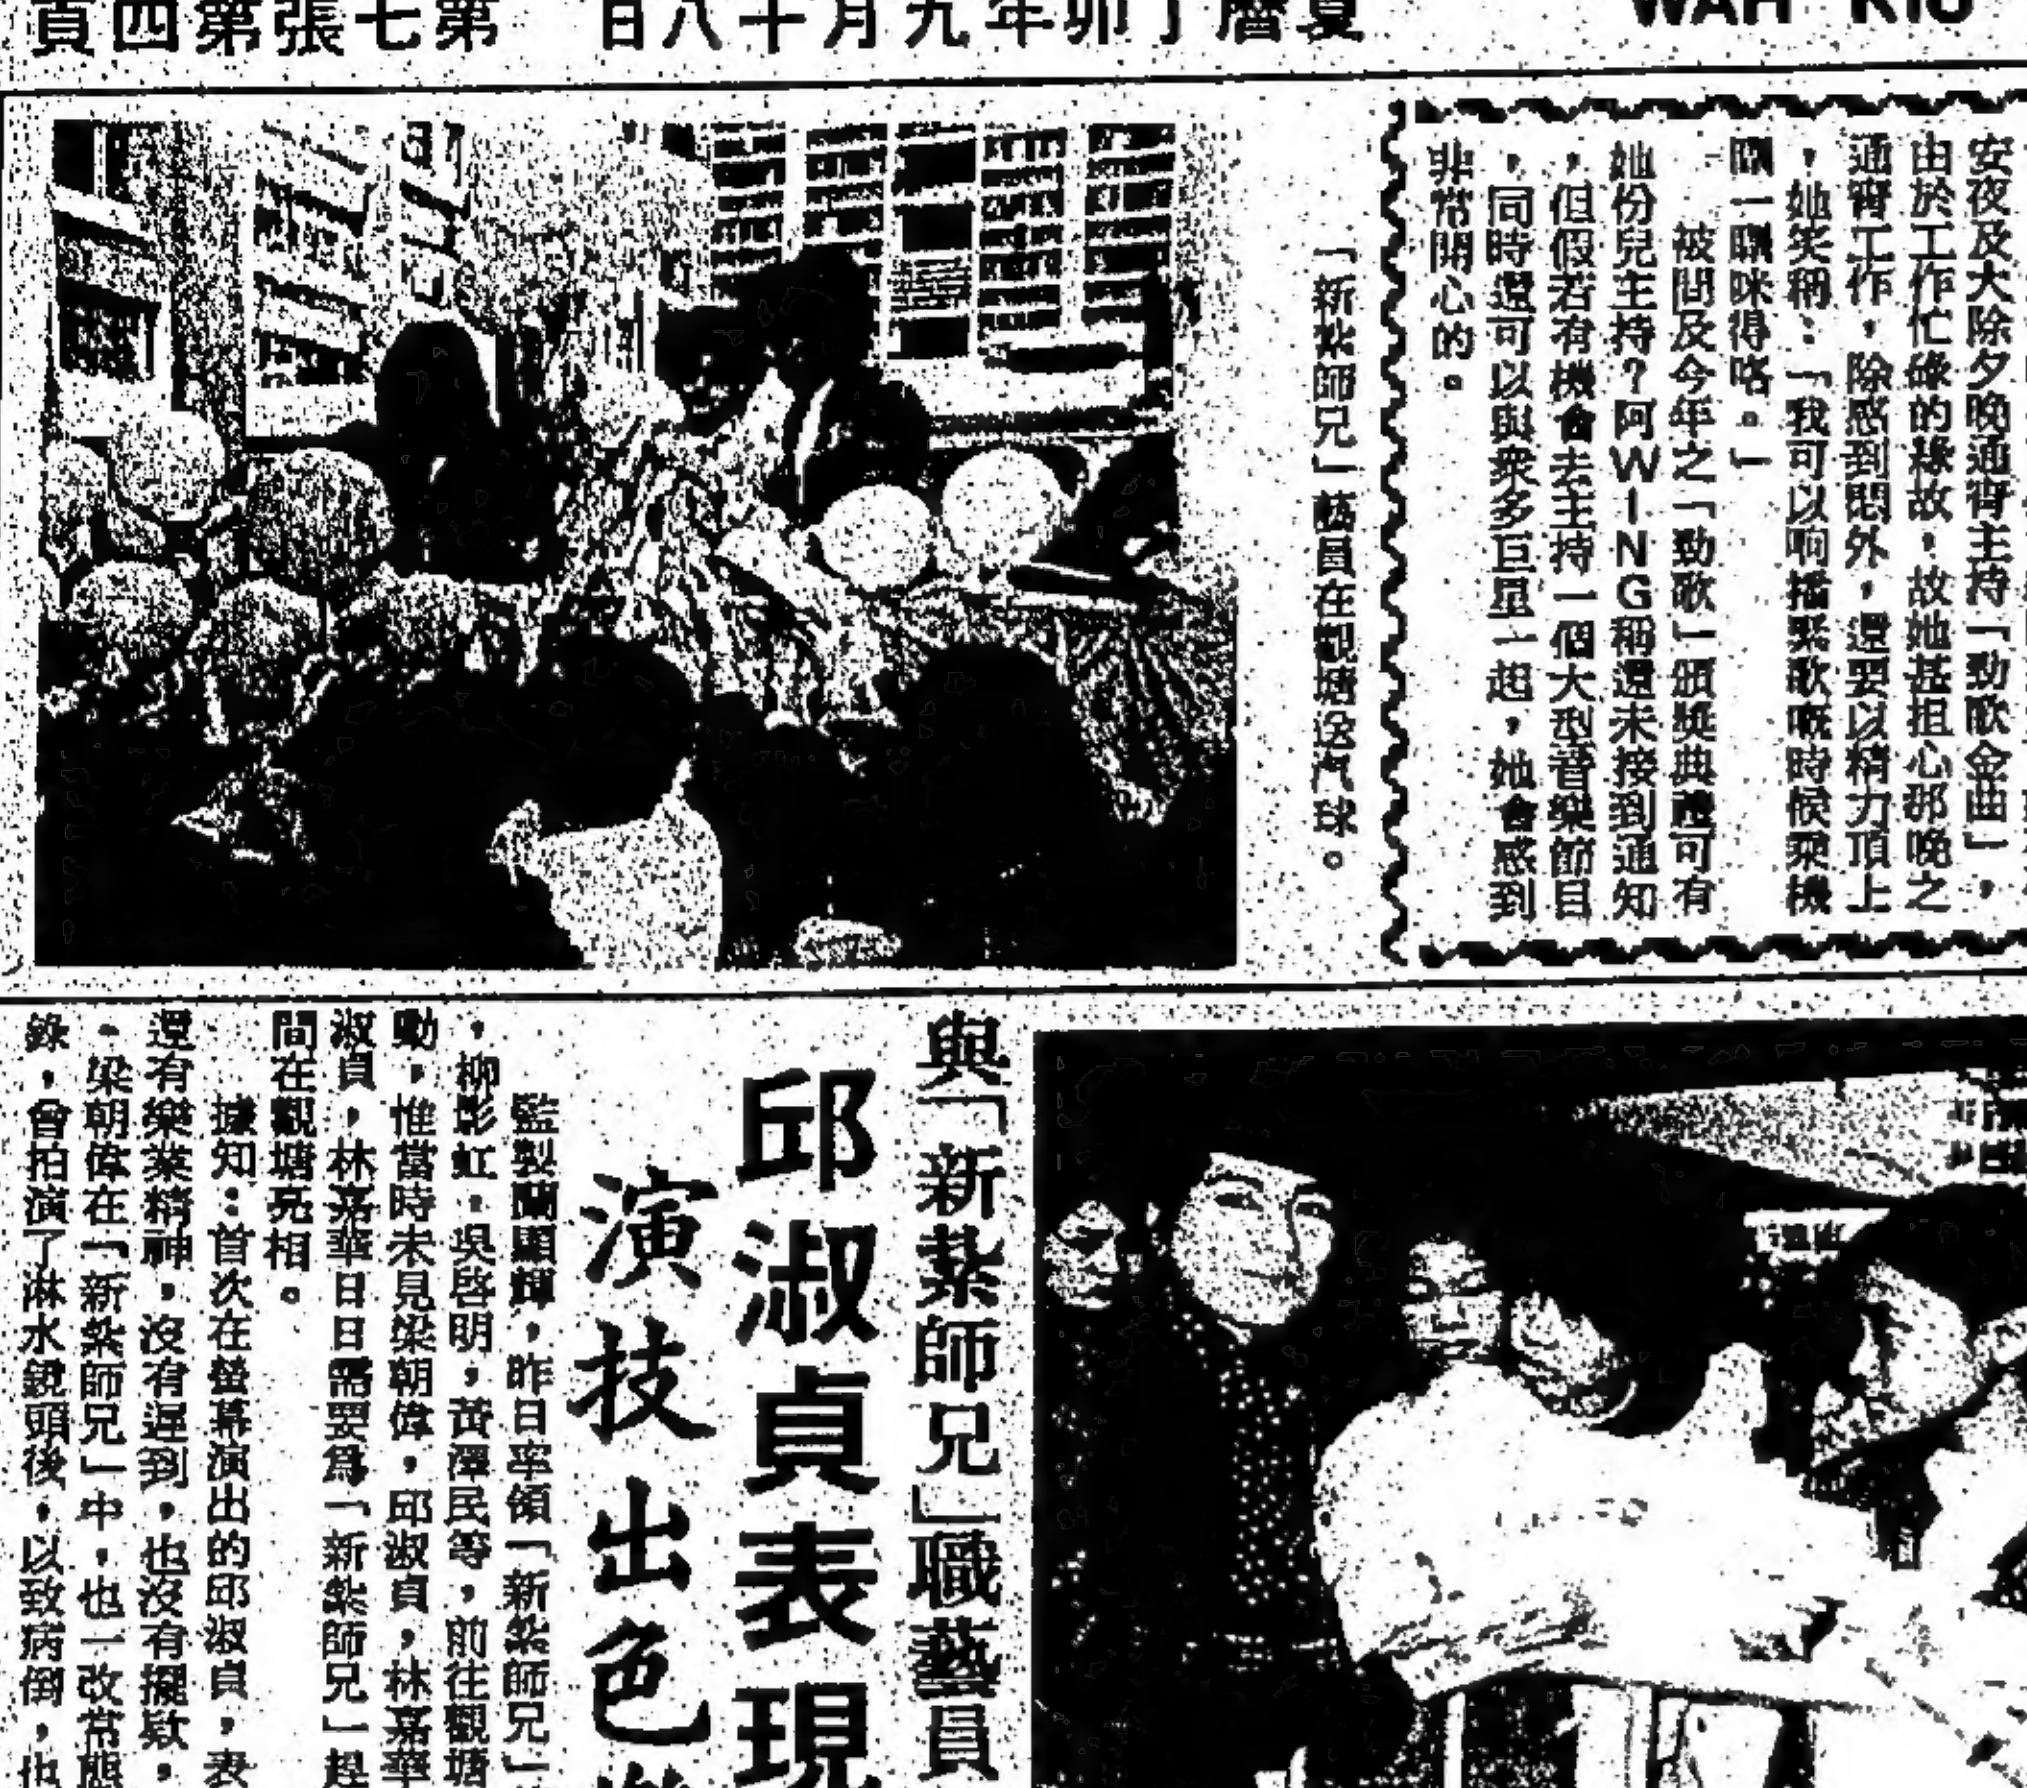 夏曆丁卯年九月十八日　第七張第四頁
WAH KIU
安夜及大除夕晚通宵主持「勁歌金曲」，
由於工作忙碌的緣故，故她甚担心那晚之
通宵工作，除感到悶外，還要以精力頂上
，她笑稱：「我可以响播緊歌嘅時候乘機
瞓一瞓咪得咯。」
被問及今年之「勁歌」頒獎典禮可有
她份兒主持？阿WING稱還未接到通知
，但假若有機會去主持一個大型音樂節目
，同時還可以與衆多巨星一起，她會感到
非常開心的。
「新紮師兄」藝員在觀塘送汽球。
與「新紮師兄」職藝員
邱淑貞表現
演技出色
監製蘭顯輝，昨日率領「新紮師兄」
，柳影虹，吳啓明，黃澤民等，前往觀塘
動，惟當時未見梁朝偉，邱淑貞，林嘉華
淑貞，林嘉華日日需要爲「新紮師兄」趕
間在觀塘亮相。
據知：首次在螢幕演出的邱淑貞，表
還有樂業精神，沒有遲到，也沒有擺欵，
。梁朝偉在「新紮師兄」中，也一改常態
錄，曾拍演了淋水鏡頭後，以致病倒，也